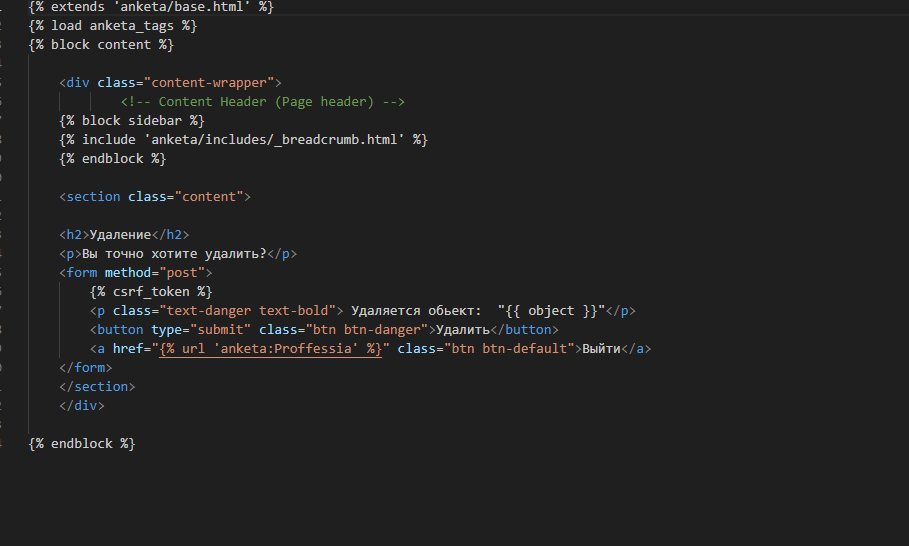 {% extends 'anketa/base.html' %}
{% load anketa_tags %}
{% block content %}
<div class="content-wrapper">
<!-- Content Header (Page header) -->
{% block sidebar %}
{% include 'anketa/includes/_breadcrumb.html' %}
{% endblock %}
<section class="content">
<h2>Удаление</h2>
<p>Вы точно хотите удалить?</p>
<form method="post">
{% csrf_token %}
<p class="text-danger text-bold"> Удаляется обьект:  "{{ object }}"</p>
<button type="submit" class="btn btn-danger">Удалить</button>
<a href="{% url 'anketa:Proffessia' %}" class="btn btn-default">Выйти</a>
</form>
</section>
</div>
{% endblock %}